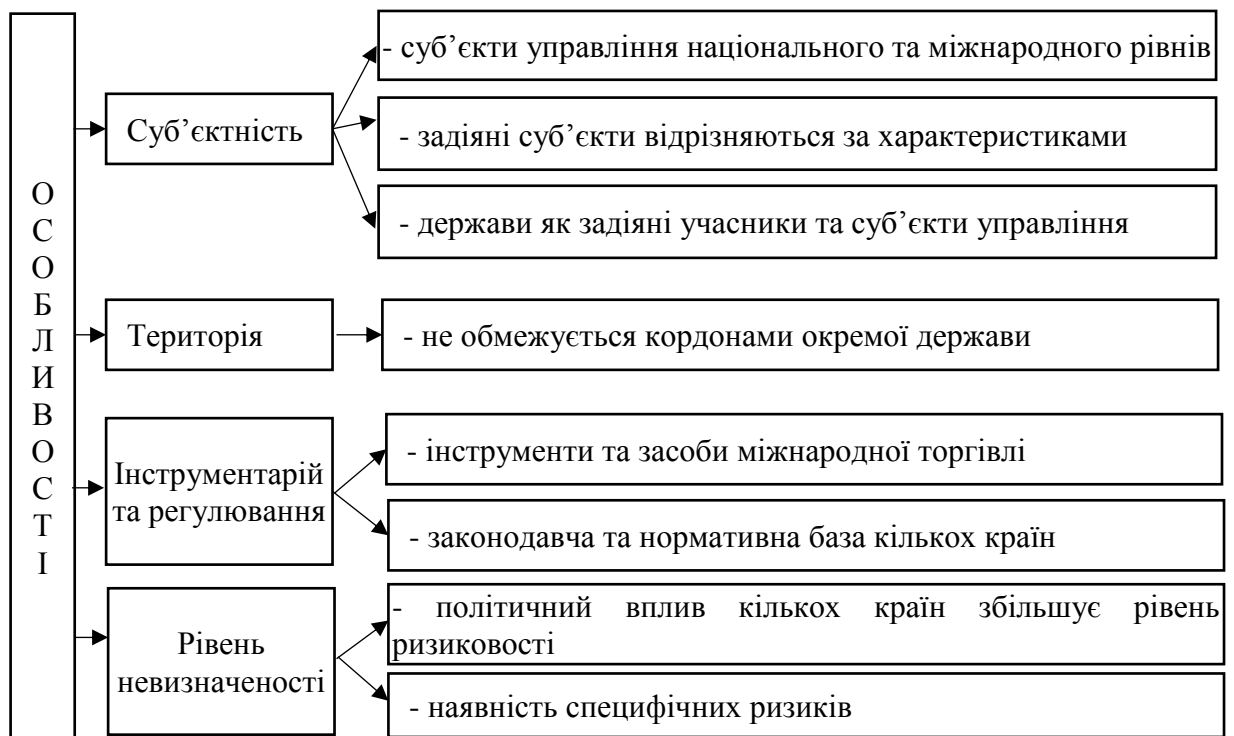 ОСОБЛИВОСТІ
Суб’єктність
- суб’єкти управління національного та міжнародного рівнів
- задіяні суб’єкти відрізняються за характеристиками
- держави як задіяні учасники та суб’єкти управління
Територія
- не обмежується кордонами окремої держави
Інструментарій
та регулювання
- інструменти та засоби міжнародної торгівлі
- законодавча та нормативна база кількох країн
Рівень
невизначеності
- політичний вплив кількох країн збільшує рівень
ризиковості
- наявність специфічних ризиків